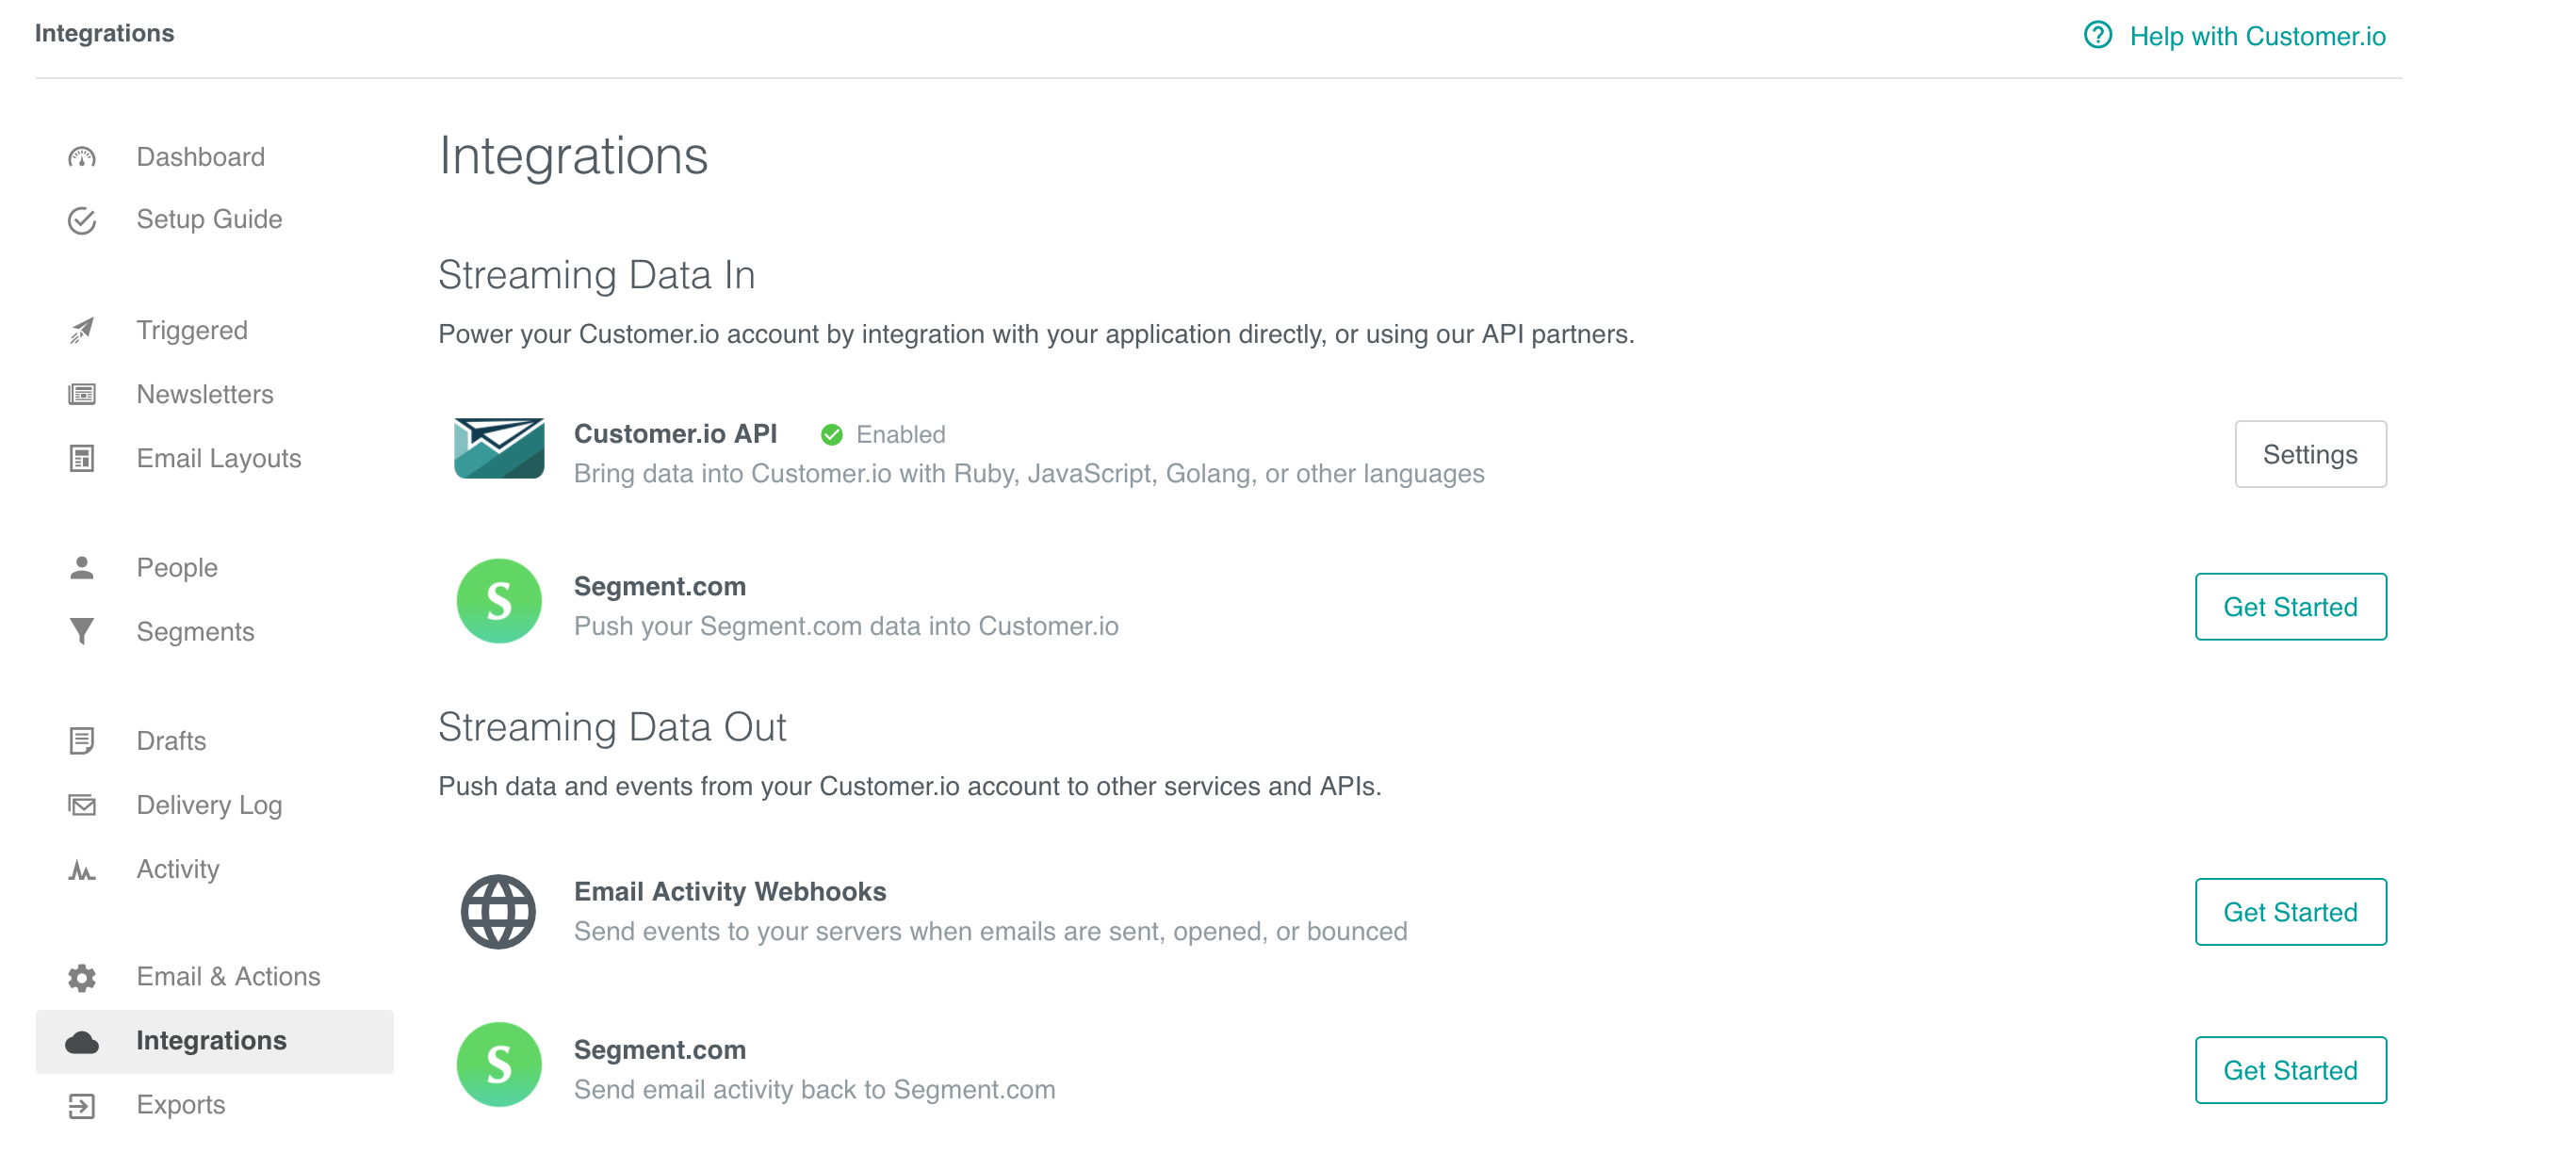 Integrations
Help with Customer.io
Dashboard
Setup Guide
Triggered
Newsletters
Email Layouts
People
Segments
Drafts
Delivery Log
Activity
Email & Actions
Integrations
Exports
Integrations
Streaming Data In
Power your Customer.io account by integration with your application directly, or using our API partners.
Customer.io API Enabled
Bring data into Customer.io with Ruby, JavaScript, Golang, or other languages
Settings
S
Segment.com
Push your Segment.com data into Customer.io
Get Started
Streaming Data Out
Push data and events from your Customer.io account to other services and APIs.
Email Activity Webhooks
Send events to your servers when emails are sent, opened, or bounced
Get Started
S
Segment.com
Send email activity back to Segment.com
Get Started